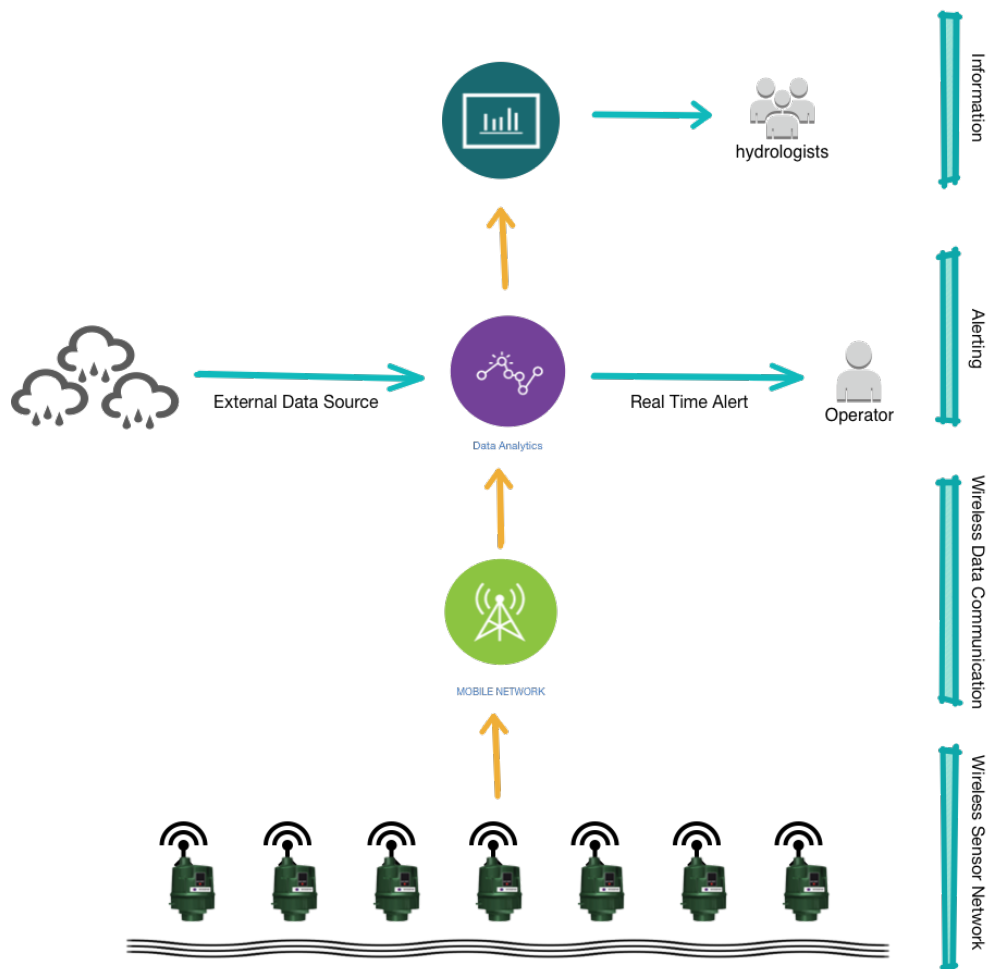 Information
hydrologists
Alerting
External Data Source
Real Time Alert
Operator
Data Analytics
Wireless Data Communication
MOBILE NETWORK
Wireless Sensor Network